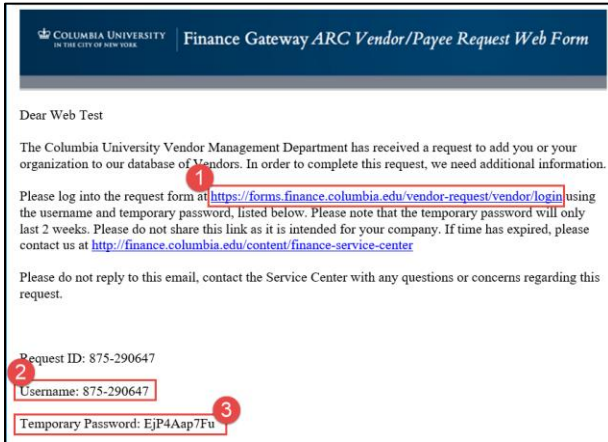 COLUMBIA UNIVERSITY
IN THE CITY OF NEW YORK
Finance Gateway ARC Vendor/Payee Request Web Form
Dear Web Test
The Columbia University Vendor Management Department has received a request to add you or your
organization to our database of Vendors. In order to complete this request, we need additional information.
1
Please log into the request form at https://forms.finance.columbia.edu/vendor-request/vendor/login using
the username and temporary password, listed below. Please note that the temporary password will only
last 2 weeks. Please do not share this link as it is intended for your company. If time has expired, please
contact us at http://finance.columbia.edu/content/finance-service-center
Please do not reply to this email, contact the Service Center with any questions or concerns regarding this
request.
Request ID: 875-290647
2
Username: 875-290647
3
Temporary Password: EjP4Aap7Fu